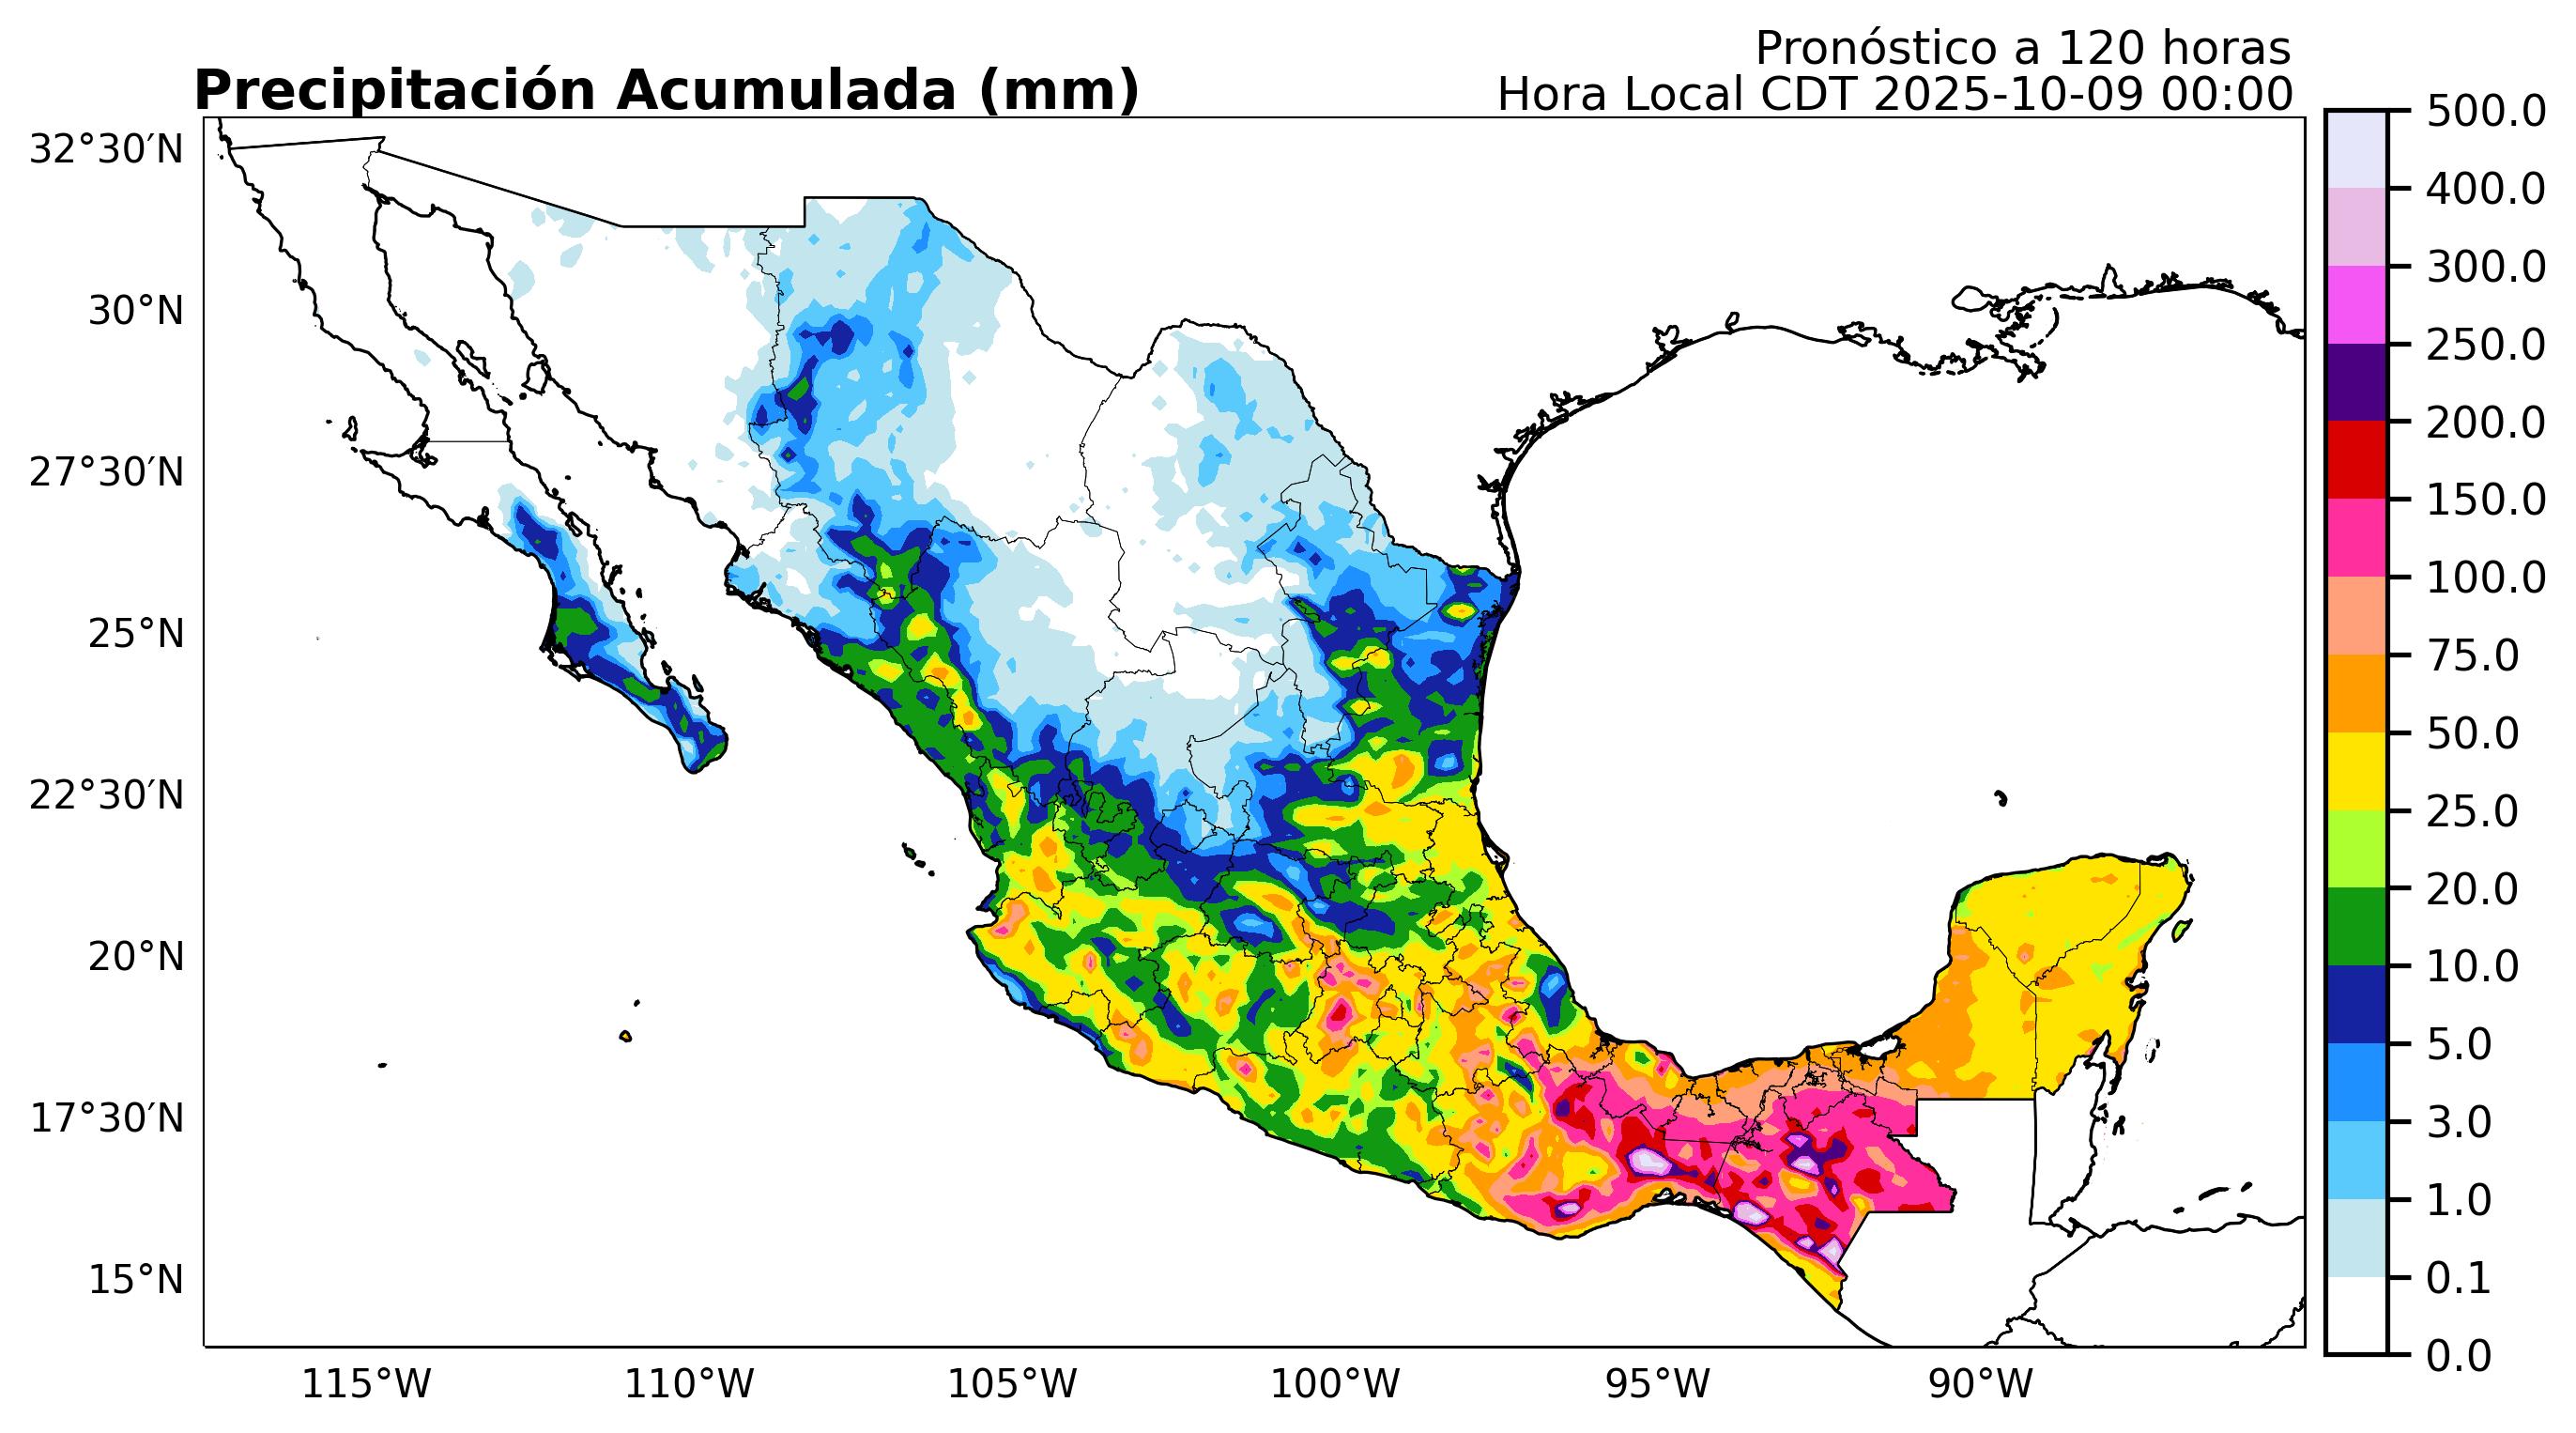 Pronóstico a 120 horas
Precipitación Acumulada (mm)
Hora Local CDT 2025-10-09 00:00
32°30′N
30°N
27°30′N
25°N
22°30′N
20°N
17°30′N
15°N
115°W
110°W
105°W
100°W
95°W
90°W
500.0
400.0
300.0
250.0
200.0
150.0
100.0
75.0
50.0
25.0
20.0
10.0
5.0
3.0
1.0
0.1
0.0